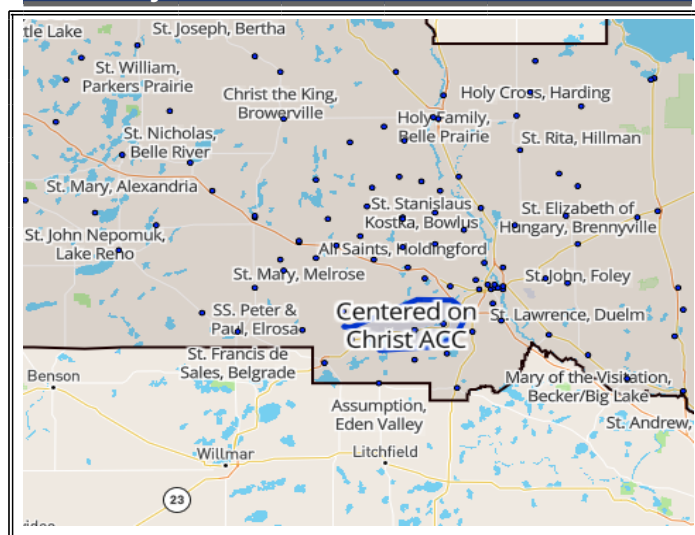 tle Lake
St. Joseph, Bertha
St. William,
Parkers Prairie
Christ the King,
Browerville
Holy Cross, Harding
Holy Family,
Belle Prairie
St. Nicholas,
Belle River
St. Rita, Hillman
St. Mary, Alexandria
St. Stanislaus
Kostka, Bowlus
St. Elizabeth of
Hungary, Brennyville
St. John Nepomuk,
Lake Reno
All Saints, Holdingford
St. Mary, Melrose
St. John, Foley
SS. Peter &
Paul, Elrosa
Centered on
Christ ACC
St. Lawrence, Duelm
St. Francis de
Sales, Belgrade
Benson
Mary of the Visitation,
Becker/Big Lake
Assumption,
Eden Valley
St. Andrew,
Willmar
Litchfield
23